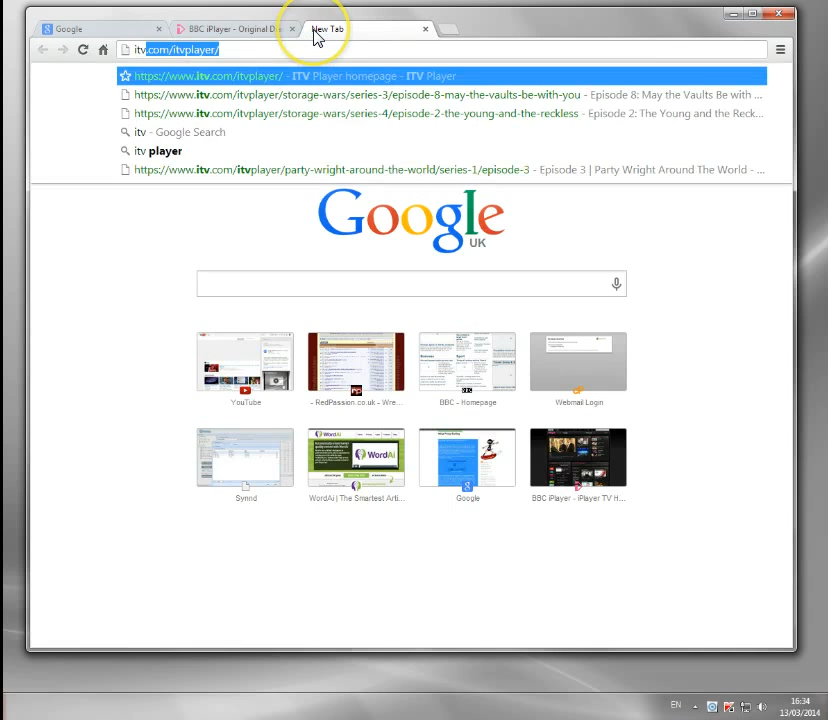 Google
BBC iPlayer - Original D
New Tab
itv.com/itvplayer/
https://www.itv.com/itvplayer/ - ITV Player homepage - ITV Player
https://www.itv.com/itvplayer/storage-wars/series-3/episode-8-may-the-vaults-be-with-you - Episode 8: May the Vaults Be with ...
https://www.itv.com/itvplayer/storage-wars/series-4/episode-2-the-young-and-the-reckless - Episode 2: The Young and the Reck...
itv - Google Search
itv player
https://www.itv.com/itvplayer/party-wright-around-the-world/series-1/episode-3 - Episode 3 | Party Wright Around The World - ...
Google
UK
YouTube
- RedPassion.co.uk - Wre...
BBC - Homepage
Webmail Login
WordAi
WordAi
Synnd
WordAi | The Smartest Arti...
Google
BBC iPlayer - iPlayer TV H...
EN
16:34
13/03/2014